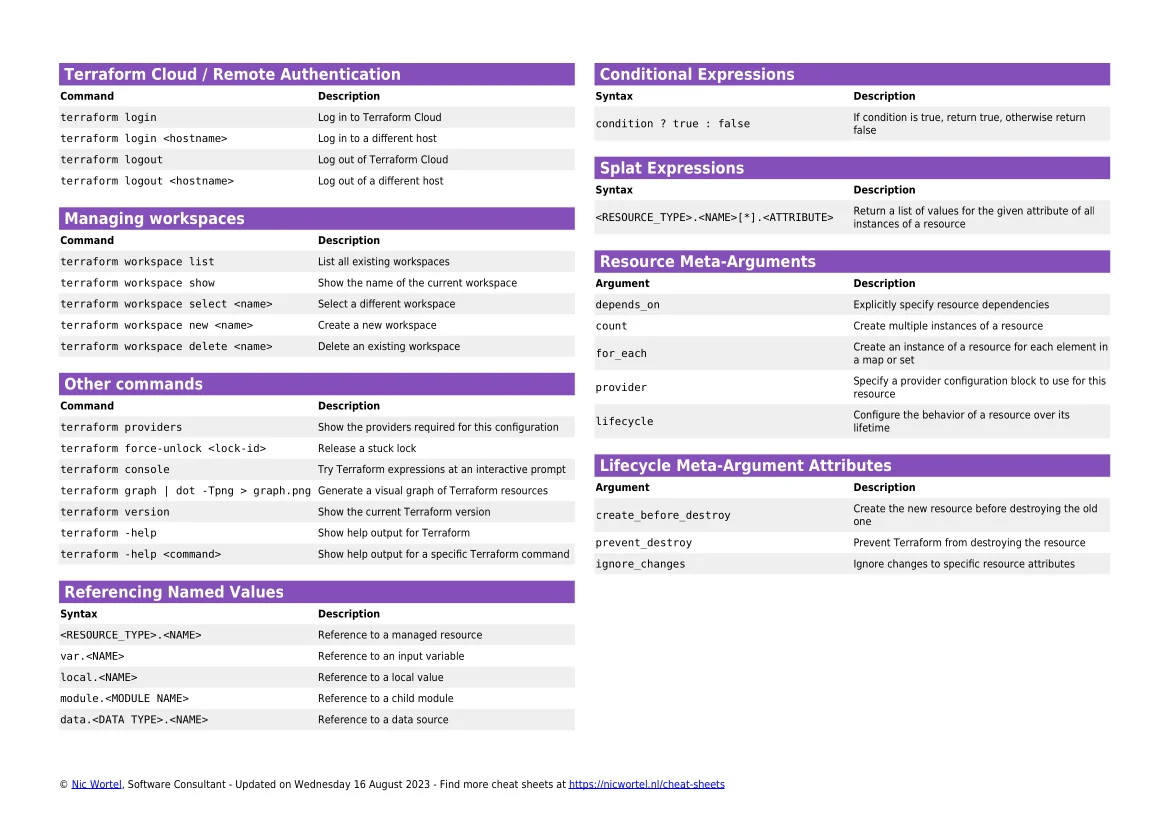 Terraform Cloud / Remote Authentication
Command Description
terraform login Log in to Terraform Cloud
terraform login <hostname> Log in to a different host
terraform logout Log out of Terraform Cloud
terraform logout <hostname> Log out of a different host
Managing workspaces
Command Description
terraform workspace list List all existing workspaces
terraform workspace show Show the name of the current workspace
terraform workspace select <name> Select a different workspace
terraform workspace new <name> Create a new workspace
terraform workspace delete <name> Delete an existing workspace
Other commands
Command Description
terraform providers Show the providers required for this configuration
terraform force-unlock <lock-id> Release a stuck lock
terraform console Try Terraform expressions at an interactive prompt
terraform graph | dot -Tpng > graph.png Generate a visual graph of Terraform resources
terraform version Show the current Terraform version
terraform -help Show help output for Terraform
terraform -help <command> Show help output for a specific Terraform command
Referencing Named Values
Syntax Description
<RESOURCE_TYPE>.<NAME> Reference to a managed resource
var.<NAME> Reference to an input variable
local.<NAME> Reference to a local value
module.<MODULE NAME> Reference to a child module
data.<DATA TYPE>.<NAME> Reference to a data source
Conditional Expressions
Syntax Description
condition ? true : false If condition is true, return true, otherwise return
false
Splat Expressions
Syntax Description
<RESOURCE_TYPE>.<NAME>[*].<ATTRIBUTE> Return a list of values for the given attribute of all
instances of a resource
Resource Meta-Arguments
Argument Description
depends_on Explicitly specify resource dependencies
count Create multiple instances of a resource
for_each Create an instance of a resource for each element in
a map or set
provider Specify a provider configuration block to use for this
resource
lifecycle Configure the behavior of a resource over its
lifetime
Lifecycle Meta-Argument Attributes
Argument Description
create_before_destroy Create the new resource before destroying the old
one
prevent_destroy Prevent Terraform from destroying the resource
ignore_changes Ignore changes to specific resource attributes
© Nic Wortel, Software Consultant - Updated on Wednesday 16 August 2023 - Find more cheat sheets at https://nicwortel.nl/cheat-sheets